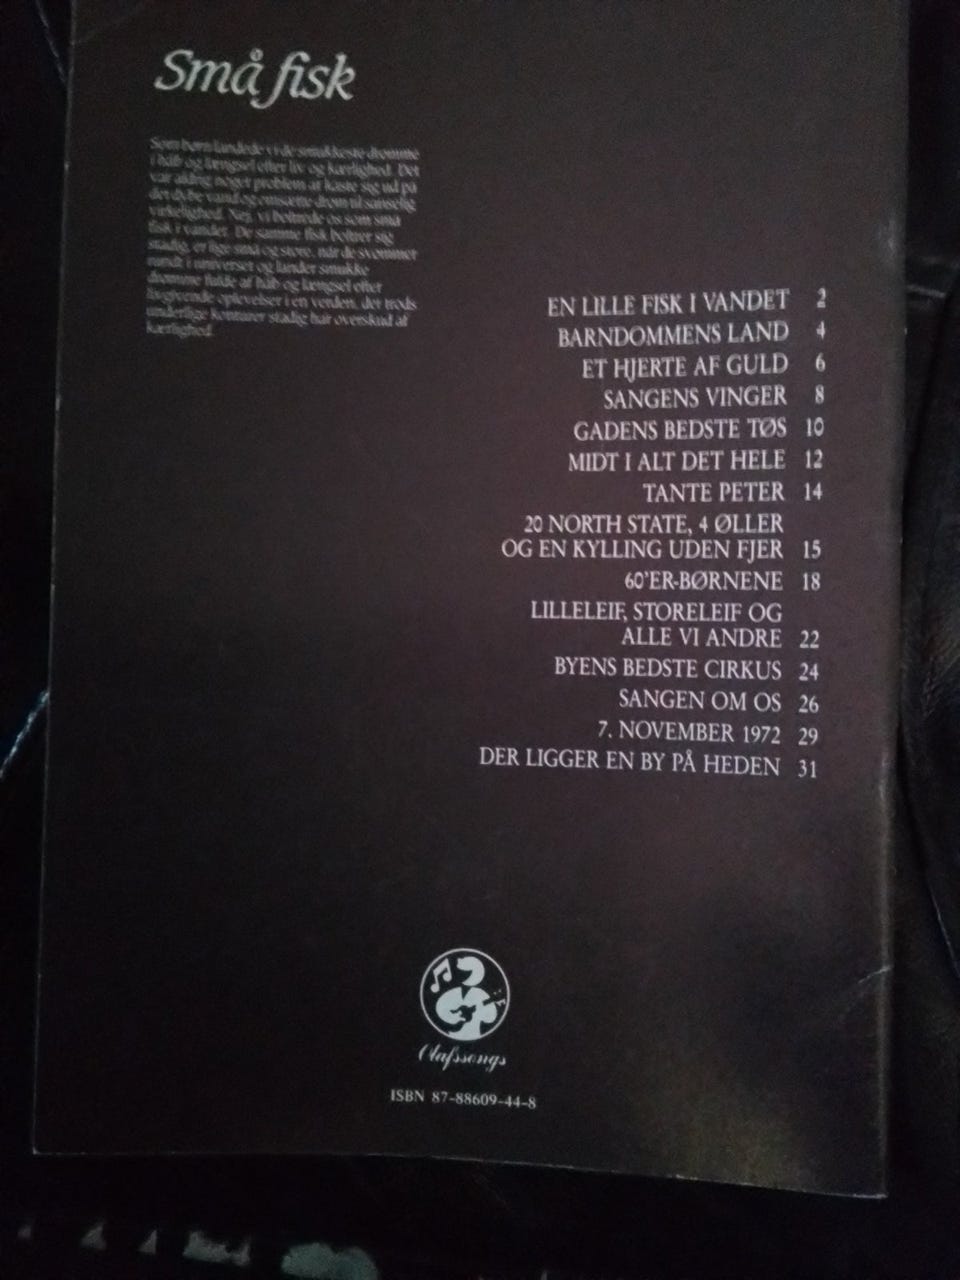 Små fisk
Som børn landede vi de smukkeste drømme
i håb og længsel efter liv og kærlighed. Det
var aldrig noget problem at kaste sig ud på
det dybe vand og omsætte drøm til sanselig
virkelighed. Nej, vi boltrede os som små
fisk i vandet. De samme fisk boltrer sig
stadig, er lige små og store, når de svømmer
rundt i universet og lander smukke
drømme fulde af håb og længsel efter
livgivende oplevelser i en verden, der trods
underlige konturer stadig har overskud af
kærlighed.
EN LILLE FISK I VANDET 2
BARNDOMMENS LAND 4
ET HJERTE AF GULD 6
SANGENS VINGER 8
GADENS BEDSTE TØS 10
MIDT I ALT DET HELE 12
TANTE PETER 14
20 NORTH STATE, 4 ØLLER
OG EN KYLLING UDEN FJER 15
60'ER-BØRNENE 18
LILLELEIF, STORELEIF OG
ALLE VI ANDRE 22
BYENS BEDSTE CIRKUS 24
SANGEN OM OS 26
7. NOVEMBER 1972 29
DER LIGGER EN BY PÅ HEDEN 31
Olafssongs
ISBN 87-88609-44-8